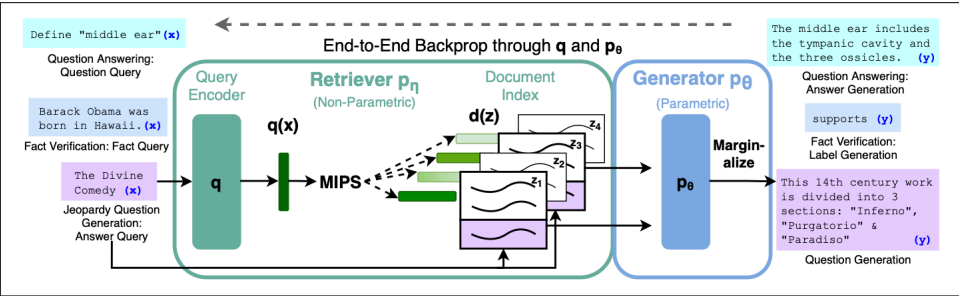 End-to-End Backprop through q and pθ
Define "middle ear"(x)
Question Answering:
Question Query
Barack Obama was
born in Hawaii.(x)
Fact Verification: Fact Query
The Divine
Comedy (x)
Jeopardy Question
Generation:
Answer Query
Query
Encoder
q
q(x)
Retriever pη
(Non-Parametric)
MIPS
Document
Index
d(z)
z4
z3
z2
z1
Generator pθ
(Parametric)
pθ
Margin-
alize
The middle ear includes
the tympanic cavity and
the three ossicles. (y)
Question Answering:
Answer Generation
supports (y)
Fact Verification:
Label Generation
This 14th century work
is divided into 3
sections: "Inferno",
"Purgatorio" &
"Paradiso" (y)
Question Generation